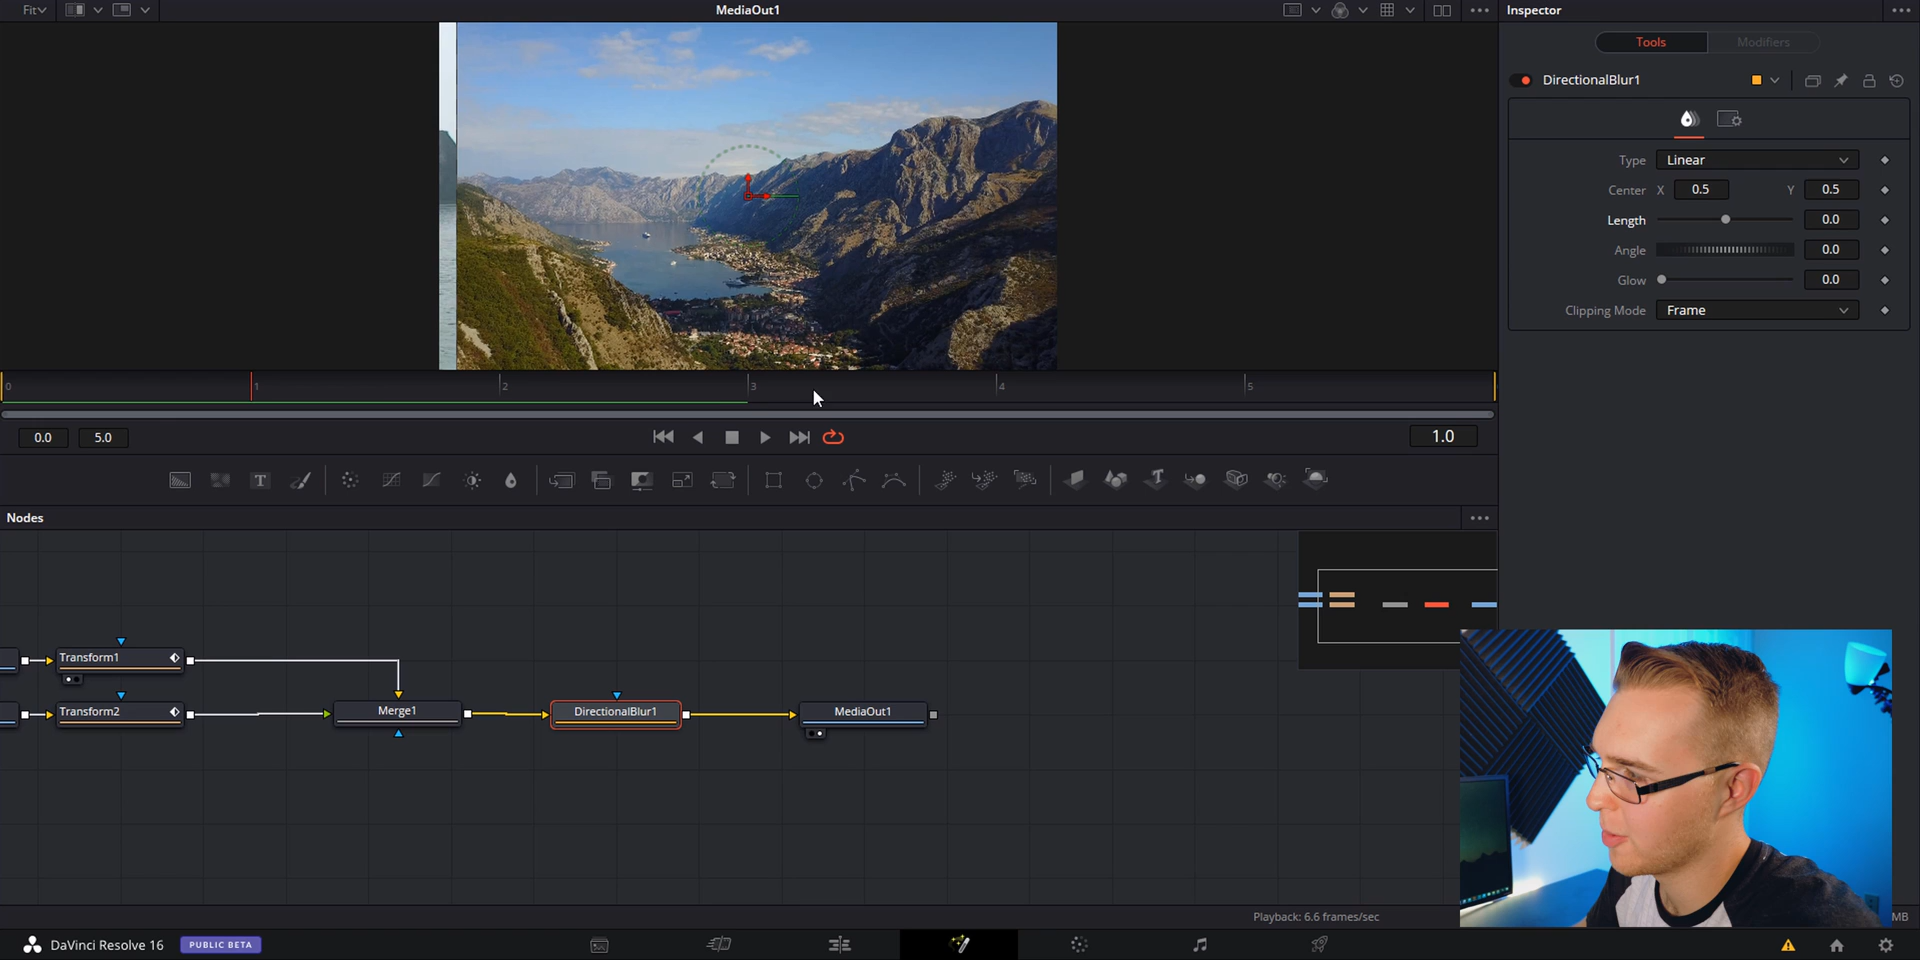 Fit
MediaOut1
Inspector
Tools
Modifiers
DirectionalBlur1
Type
Linear
Center X 0.5 Y 0.5
Length 0.0
Angle 0.0
Glow 0.0
Clipping Mode
Frame
0 1 2 3 4 5
0.0 5.0
1.0
Nodes
Transform1
Transform2
Merge1
DirectionalBlur1
MediaOut1
Playback: 6.6 frames/sec
MB
DaVinci Resolve 16
PUBLIC BETA